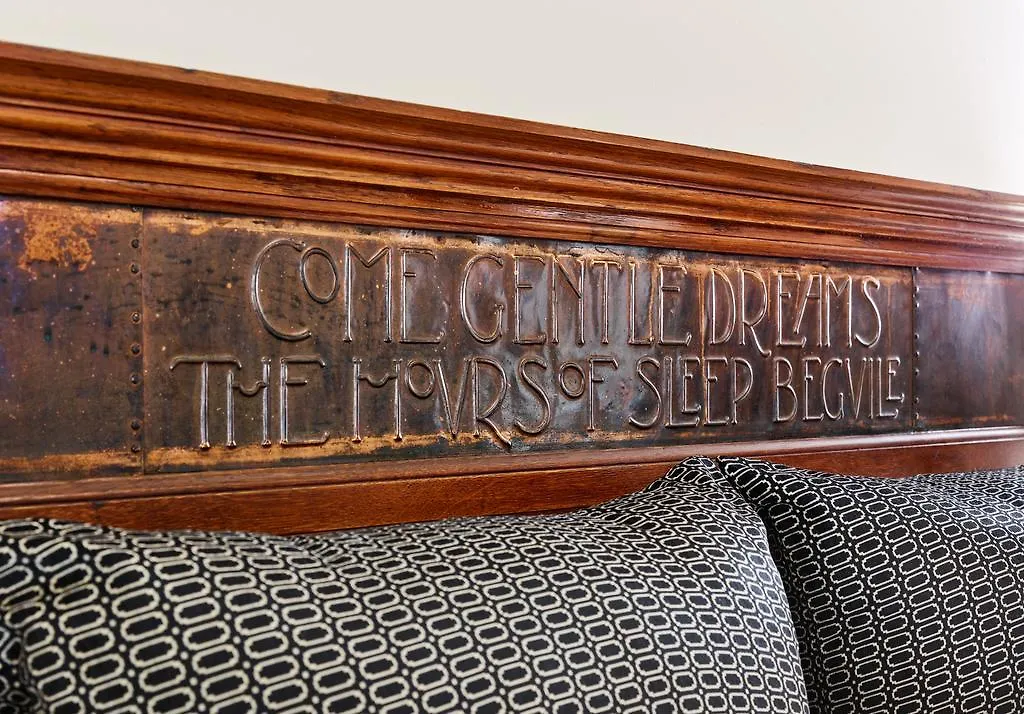 COME GENTLE DREAMS
THE HOVRS OF SLEEP BEGVILE